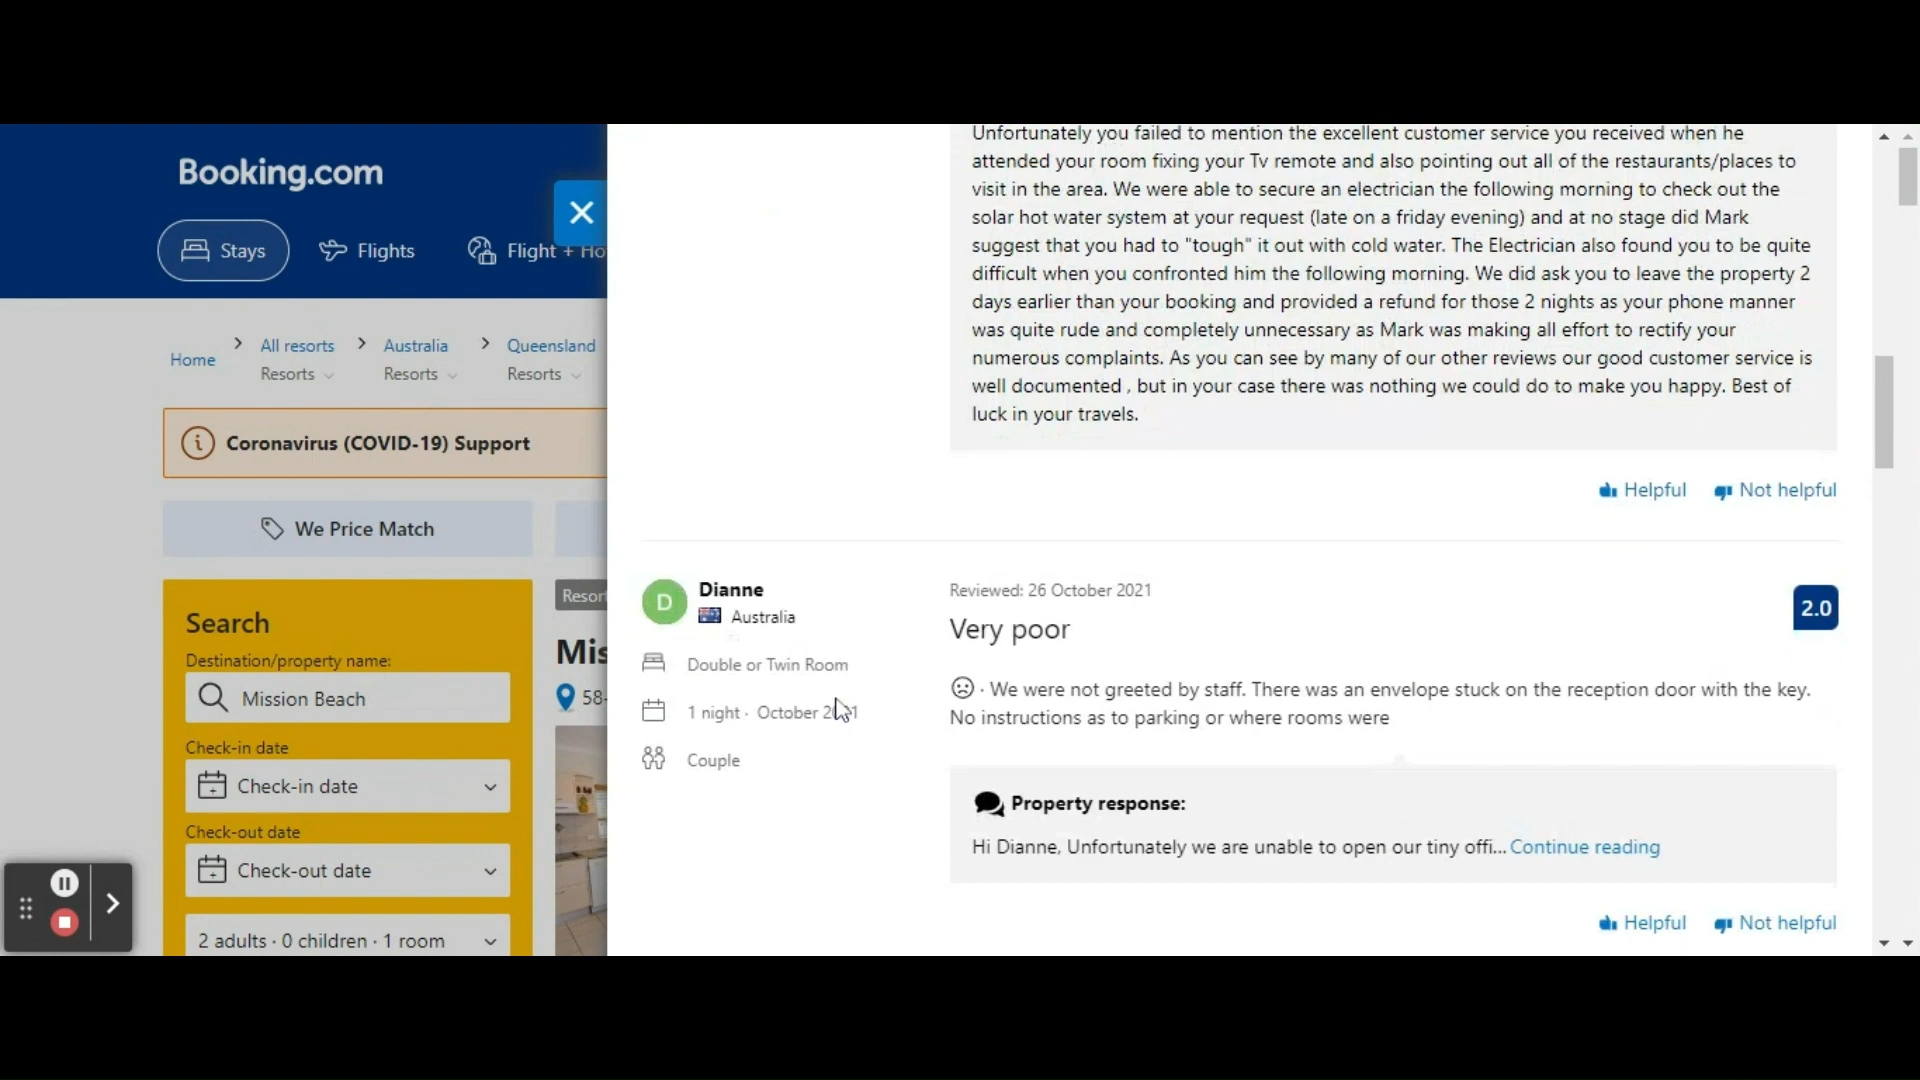 Booking.com
Stays
Flights
Flight + Ho
Home
All resorts
Resorts
Australia
Resorts
Queensland
Resorts
Coronavirus (COVID-19) Support
We Price Match
Search
Destination/property name:
Mission Beach
Check-in date
Check-in date
Check-out date
Check-out date
2 adults · 0 children · 1 room
Resor
Mis
58-
Unfortunately you failed to mention the excellent customer service you received when he
attended your room fixing your Tv remote and also pointing out all of the restaurants/places to
visit in the area. We were able to secure an electrician the following morning to check out the
solar hot water system at your request (late on a friday evening) and at no stage did Mark
suggest that you had to "tough" it out with cold water. The Electrician also found you to be quite
difficult when you confronted him the following morning. We did ask you to leave the property 2
days earlier than your booking and provided a refund for those 2 nights as your phone manner
was quite rude and completely unnecessary as Mark was making all effort to rectify your
numerous complaints. As you can see by many of our other reviews our good customer service is
well documented , but in your case there was nothing we could do to make you happy. Best of
luck in your travels.
Helpful Not helpful
D
Dianne
Australia
Double or Twin Room
1 night · October 2021
Couple
Reviewed: 26 October 2021
Very poor
2.0
· We were not greeted by staff. There was an envelope stuck on the reception door with the key.
No instructions as to parking or where rooms were
Property response:
Hi Dianne, Unfortunately we are unable to open our tiny offi... Continue reading
Helpful Not helpful